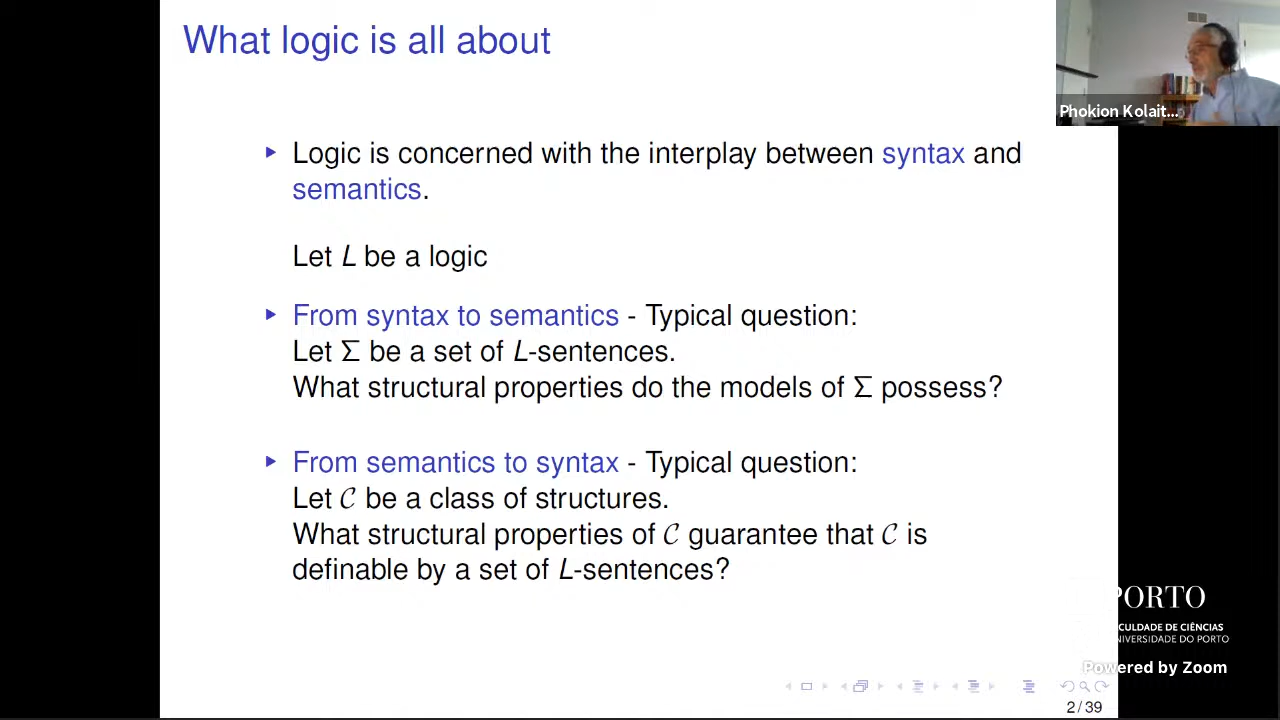 What logic is all about
Phokion Kolait...
Logic is concerned with the interplay between syntax and
semantics.
Let L be a logic
From syntax to semantics - Typical question:
Let Σ be a set of L-sentences.
What structural properties do the models of Σ possess?
From semantics to syntax - Typical question:
Let 𝒞 be a class of structures.
What structural properties of 𝒞 guarantee that 𝒞 is
definable by a set of L-sentences?
PORTO
CULDADE DE CIÊNCIAS
NIVERSIDADE DO PORTO
Powered by Zoom
2 / 39